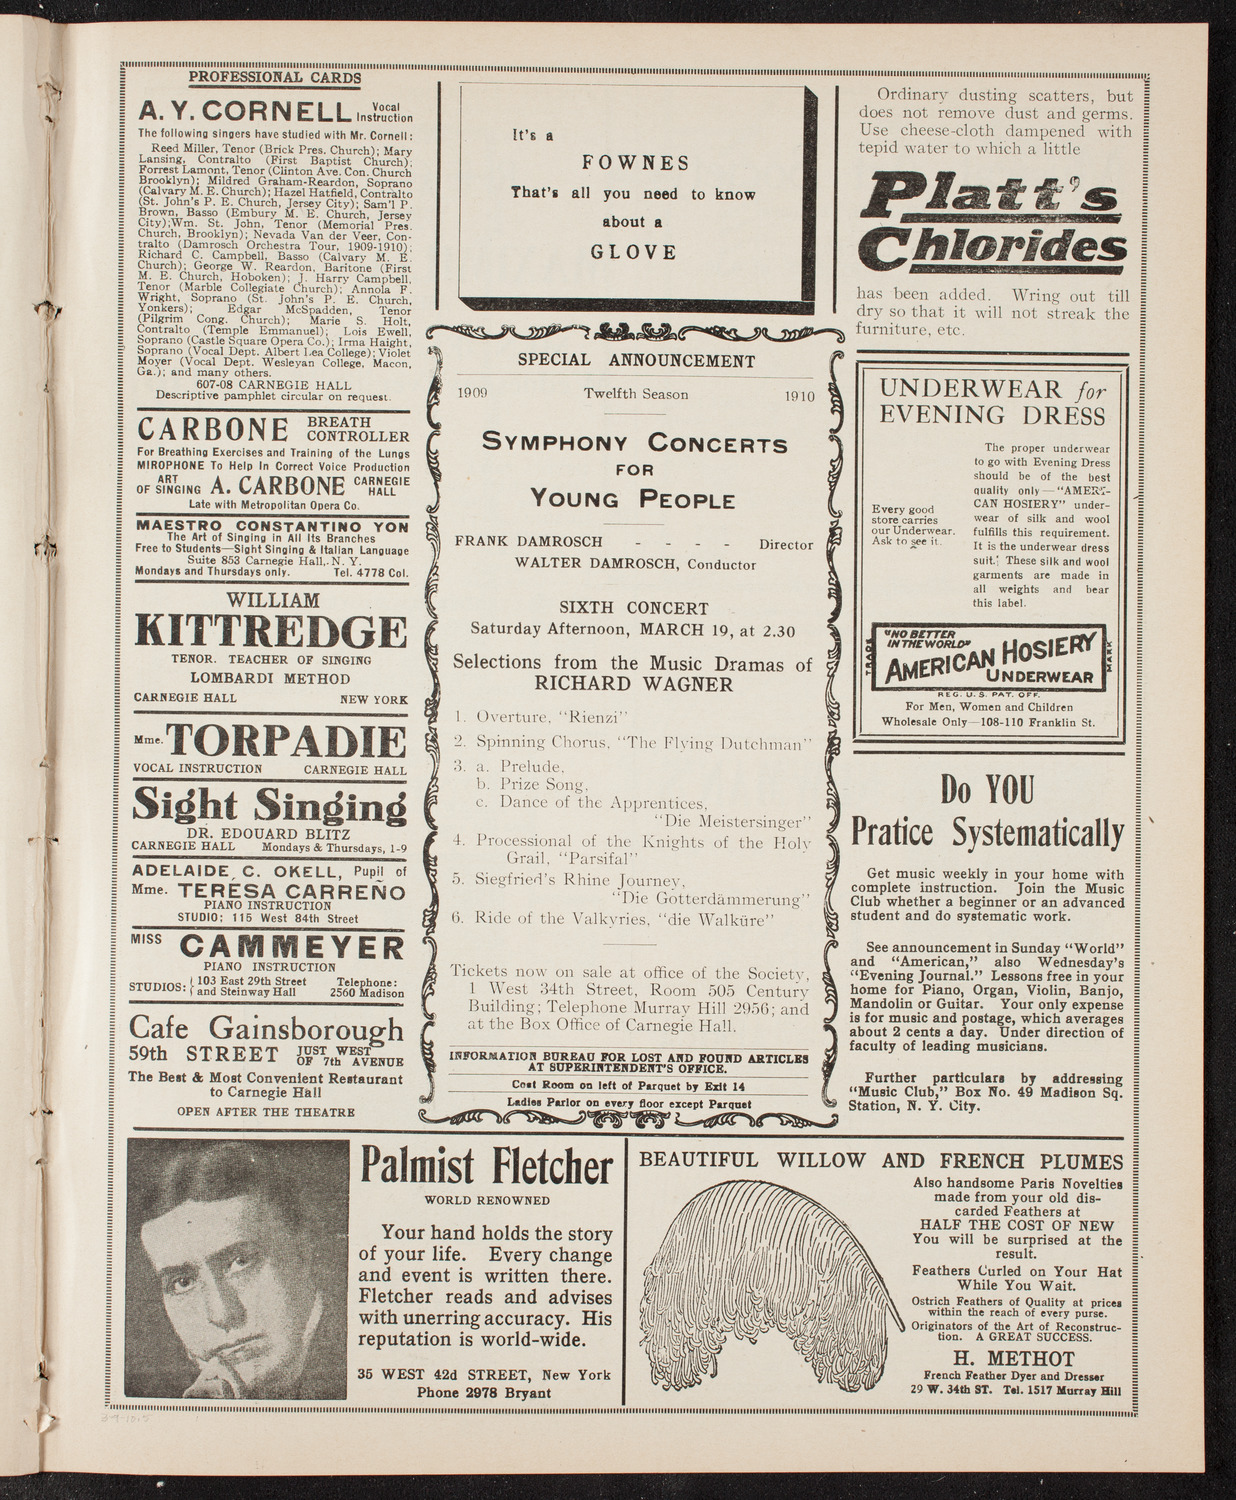 PROFESSIONAL CARDS
A. Y. CORNELL Vocal Instruction
The following singers have studied with Mr. Cornell:
Reed Miller, Tenor (Brick Pres. Church); Mary
Lansing, Contralto (First Baptist Church);
Forrest Lamont, Tenor (Clinton Ave. Con. Church
Brooklyn); Mildred Graham-Reardon, Soprano
(Calvary M. E. Church); Hazel Hatfield, Contralto
(St. John's P. E. Church, Jersey City); Sam'l P.
Brown, Basso (Embury M. E. Church, Jersey
City); Wm. St. John, Tenor (Memorial Pres.
Church, Brooklyn); Nevada Van der Veer, Con-
tralto (Damrosch Orchestra Tour, 1909-1910);
Richard C. Campbell, Basso (Calvary M. E.
Church); George W. Reardon, Baritone (First
M. E. Church, Hoboken); J. Harry Campbell,
Tenor (Marble Collegiate Church); Annola F.
Wright, Soprano (St. John's P. E. Church,
Yonkers); Edgar McSpadden, Tenor
(Pilgrim Cong. Church); Marie S. Holt,
Contralto (Temple Emmanuel); Lois Ewell,
Soprano (Castle Square Opera Co.); Irma Haight,
Soprano (Vocal Dept. Albert Lea College); Violet
Moyer (Vocal Dept. Wesleyan College, Macon,
Ga.); and many others.
607-08 CARNEGIE HALL
Descriptive pamphlet circular on request.
CARBONE BREATH CONTROLLER
For Breathing Exercises and Training of the Lungs
MIROPHONE To Help In Correct Voice Production
ART OF SINGING A. CARBONE CARNEGIE HALL
Late with Metropolitan Opera Co.
MAESTRO CONSTANTINO YON
The Art of Singing in All Its Branches
Free to Students—Sight Singing & Italian Language
Suite 853 Carnegie Hall, N. Y.
Mondays and Thursdays only. Tel. 4778 Col.
WILLIAM
KITTREDGE
TENOR. TEACHER OF SINGING
LOMBARDI METHOD
CARNEGIE HALL NEW YORK
Mme. TORPADIE
VOCAL INSTRUCTION CARNEGIE HALL
Sight Singing
DR. EDOUARD BLITZ
CARNEGIE HALL Mondays & Thursdays, 1-9
ADELAIDE C. OKELL, Pupil of
Mme. TERESA CARREÑO
PIANO INSTRUCTION
STUDIO; 115 West 84th Street
MISS CAMMEYER
PIANO INSTRUCTION
STUDIOS: { 103 East 29th Street Telephone:
{ and Steinway Hall 2560 Madison
Cafe Gainsborough
59th STREET JUST WEST OF 7th AVENUE
The Best & Most Convenient Restaurant
to Carnegie Hall
OPEN AFTER THE THEATRE
It's a
FOWNES
That's all you need to know
about a
GLOVE
SPECIAL ANNOUNCEMENT
1909 Twelfth Season 1910
SYMPHONY CONCERTS
FOR
YOUNG PEOPLE
FRANK DAMROSCH - - - - Director
WALTER DAMROSCH, Conductor
SIXTH CONCERT
Saturday Afternoon, MARCH 19, at 2.30
Selections from the Music Dramas of
RICHARD WAGNER
1. Overture, "Rienzi"
2. Spinning Chorus, "The Flying Dutchman"
3. a. Prelude,
b. Prize Song,
c. Dance of the Apprentices,
"Die Meistersinger"
4. Processional of the Knights of the Holy
Grail, "Parsifal"
5. Siegfried's Rhine Journey,
"Die Gotterdämmerung"
6. Ride of the Valkyries, "die Walküre"
Tickets now on sale at office of the Society,
1 West 34th Street, Room 505 Century
Building; Telephone Murray Hill 2956; and
at the Box Office of Carnegie Hall.
INFORMATION BUREAU FOR LOST AND FOUND ARTICLES
AT SUPERINTENDENT'S OFFICE.
Coat Room on left of Parquet by Exit 14
Ladies Parlor on every floor except Parquet
Ordinary dusting scatters, but
does not remove dust and germs.
Use cheese-cloth dampened with
tepid water to which a little
Platt's
Chlorides
has been added. Wring out till
dry so that it will not streak the
furniture, etc.
UNDERWEAR for
EVENING DRESS
Every good
store carries
our Underwear.
Ask to see it.
The proper underwear
to go with Evening Dress
should be of the best
quality only—"AMERI-
CAN HOSIERY" under-
wear of silk and wool
fulfills this requirement.
It is the underwear dress
suit. These silk and wool
garments are made in
all weights and bear
this label.
TRADE MARK
"NO BETTER
IN THE WORLD"
AMERICAN HOSIERY
UNDERWEAR
REG. U. S. PAT. OFF.
For Men, Women and Children
Wholesale Only—108-110 Franklin St.
Do YOU
Pratice Systematically
Get music weekly in your home with
complete instruction. Join the Music
Club whether a beginner or an advanced
student and do systematic work.
See announcement in Sunday "World"
and "American," also Wednesday's
"Evening Journal." Lessons free in your
home for Piano, Organ, Violin, Banjo,
Mandolin or Guitar. Your only expense
is for music and postage, which averages
about 2 cents a day. Under direction of
faculty of leading musicians.
Further particulars by addressing
"Music Club," Box No. 49 Madison Sq.
Station, N. Y. City.
Palmist Fletcher
WORLD RENOWNED
Your hand holds the story
of your life. Every change
and event is written there.
Fletcher reads and advises
with unerring accuracy. His
reputation is world-wide.
35 WEST 42d STREET, New York
Phone 2978 Bryant
BEAUTIFUL WILLOW AND FRENCH PLUMES
Also handsome Paris Novelties
made from your old dis-
carded Feathers at
HALF THE COST OF NEW
You will be surprised at the
result.
Feathers Curled on Your Hat
While You Wait.
Ostrich Feathers of Quality at prices
within the reach of every purse.
Originators of the Art of Reconstruc-
tion. A GREAT SUCCESS.
H. METHOT
French Feather Dyer and Dresser
29 W. 34th ST. Tel. 1517 Murray Hill
3-9-10.5